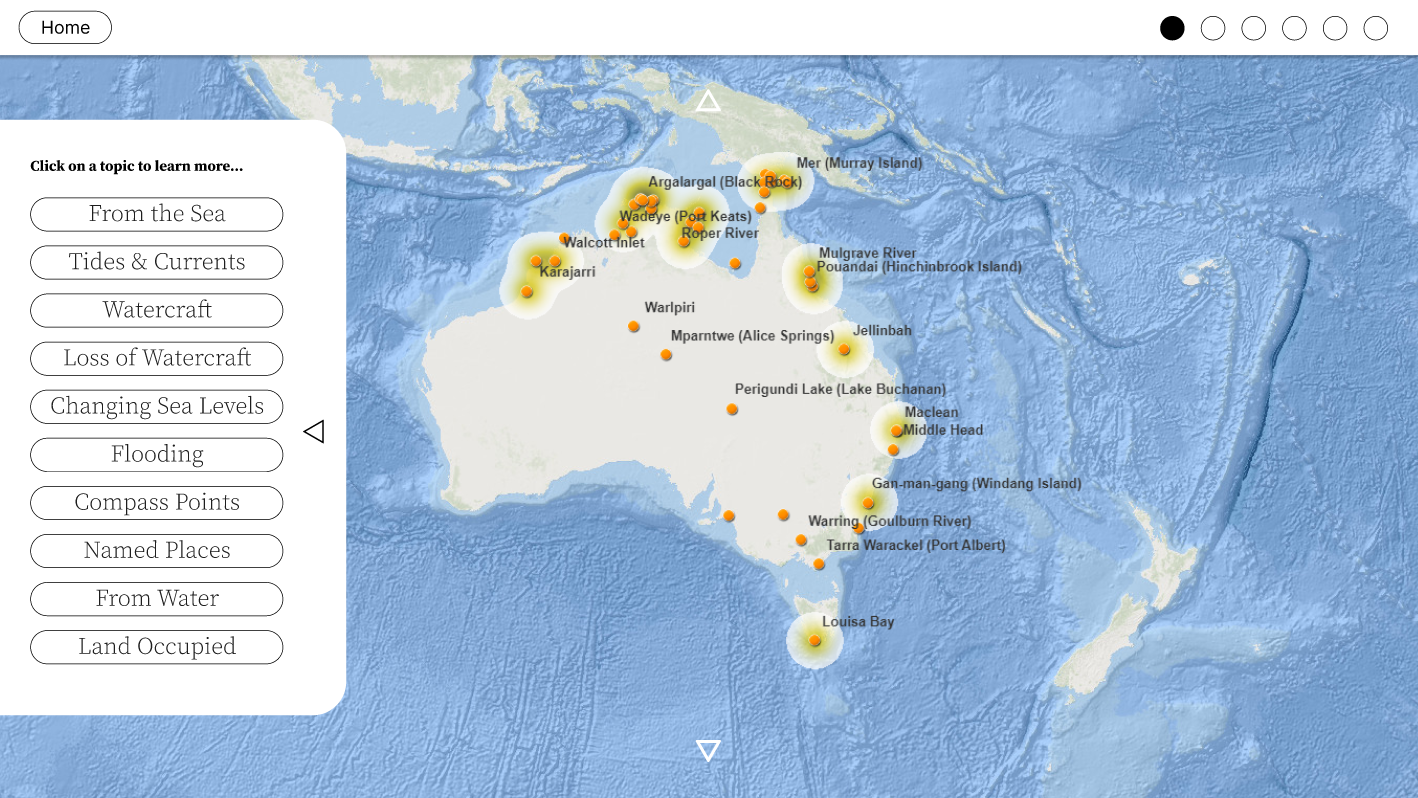 Home
Click on a topic to learn more...
From the Sea
Tides & Currents
Watercraft
Loss of Watercraft
Changing Sea Levels
Flooding
Compass Points
Named Places
From Water
Land Occupied
Mer (Murray Island)
Argalargal (Black Rock)
Wadeye (Port Keats)
Roper River
Walcott Inlet
Karajarri
Mulgrave River
Pouandai (Hinchinbrook Island)
Warlpiri
Mparntwe (Alice Springs)
Jellinbah
Perigundi Lake (Lake Buchanan)
Maclean
Middle Head
Gan-man-gang (Windang Island)
Warring (Goulburn River)
Tarra Warackel (Port Albert)
Louisa Bay